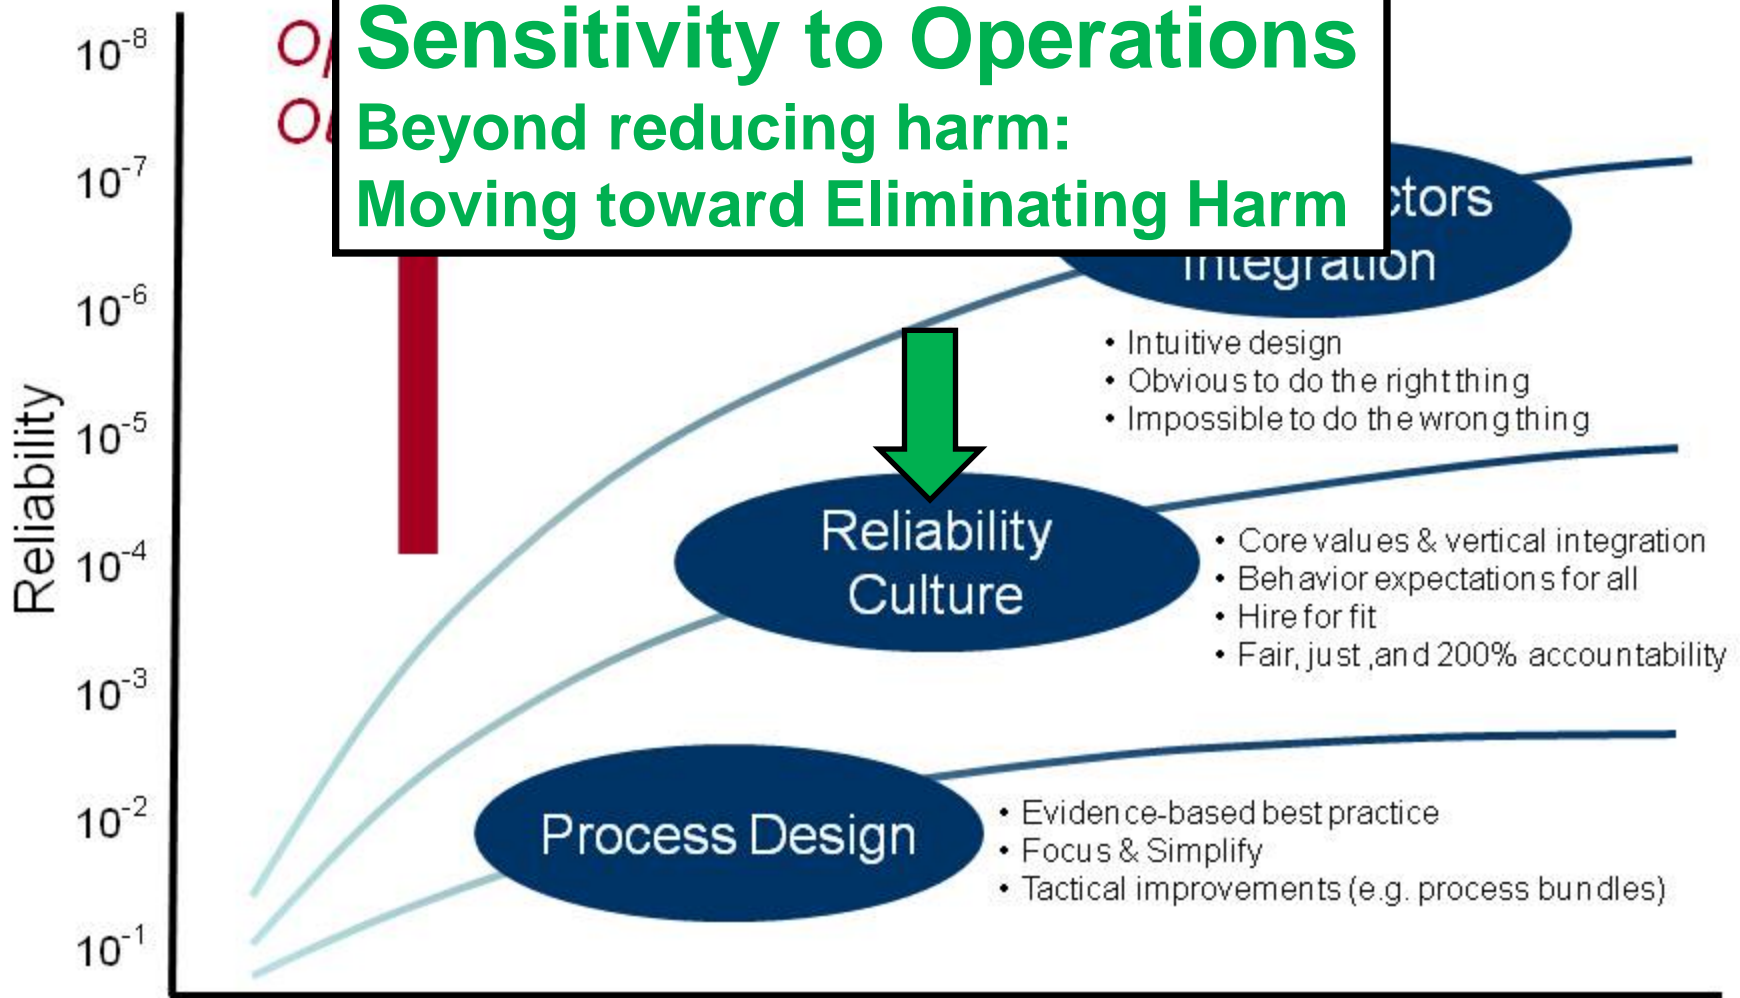 Sensitivity to Operations
Beyond reducing harm:
Moving toward Eliminating Harm
Integration
• Intuitive design
• Obvious to do the right thing
• Impossible to do the wrong thing
Reliability
Culture
• Core values & vertical integration
• Behavior expectations for all
• Hire for fit
• Fair, just ,and 200% accountability
Process Design
• Evidence-based best practice
• Focus & Simplify
• Tactical improvements (e.g. process bundles)
Reliability
10⁻⁸
10⁻⁷
10⁻⁶
10⁻⁵
10⁻⁴
10⁻³
10⁻²
10⁻¹